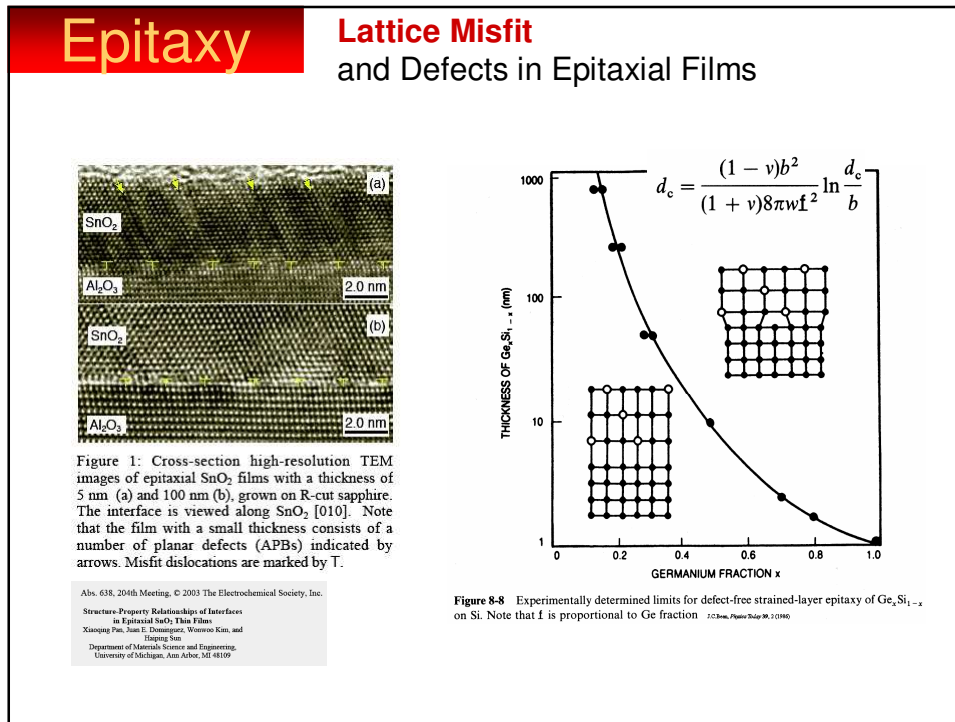 Epitaxy
Lattice Misfit
and Defects in Epitaxial Films
(a)
SnO₂
Al₂O₃
2.0 nm
(b)
SnO₂
Al₂O₃
2.0 nm
Figure 1: Cross-section high-resolution TEM
images of epitaxial SnO₂ films with a thickness of
5 nm (a) and 100 nm (b), grown on R-cut sapphire.
The interface is viewed along SnO₂ [010]. Note
that the film with a small thickness consists of a
number of planar defects (APBs) indicated by
arrows. Misfit dislocations are marked by T.
Abs. 638, 204th Meeting, © 2003 The Electrochemical Society, Inc.
Structure-Property Relationships of Interfaces
in Epitaxial SnO₂ Thin Films
Xiaoqing Pan, Juan E. Dominguez, Wonwoo Kim, and
Haiping Sun
Department of Materials Science and Engineering,
University of Michigan, Ann Arbor, MI 48109
d_c = (1 − ν)b² / (1 + ν)8πwf² ln d_c / b
THICKNESS OF GeₓSi₁₋ₓ (nm)
1000
100
10
1
0 0.2 0.4 0.6 0.8 1.0
GERMANIUM FRACTION x
Figure 8-8 Experimentally determined limits for defect-free strained-layer epitaxy of GeₓSi₁₋ₓ
on Si. Note that f is proportional to Ge fraction J.C.Bean, Physics Today 39, 2 (1986)